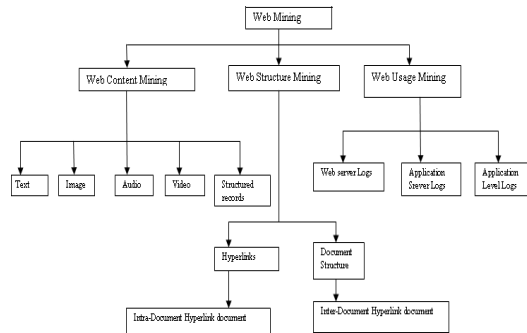 Web Mining
Web Content Mining
Web Structure Mining
Web Usage Mining
Text
Image
Audio
Video
Structured
records
Web server Logs
Application
Srever Logs
Application
Level Logs
Hyperlinks
Document
Structure
Intra-Document Hyperlink document
Inter-Document Hyperlink document